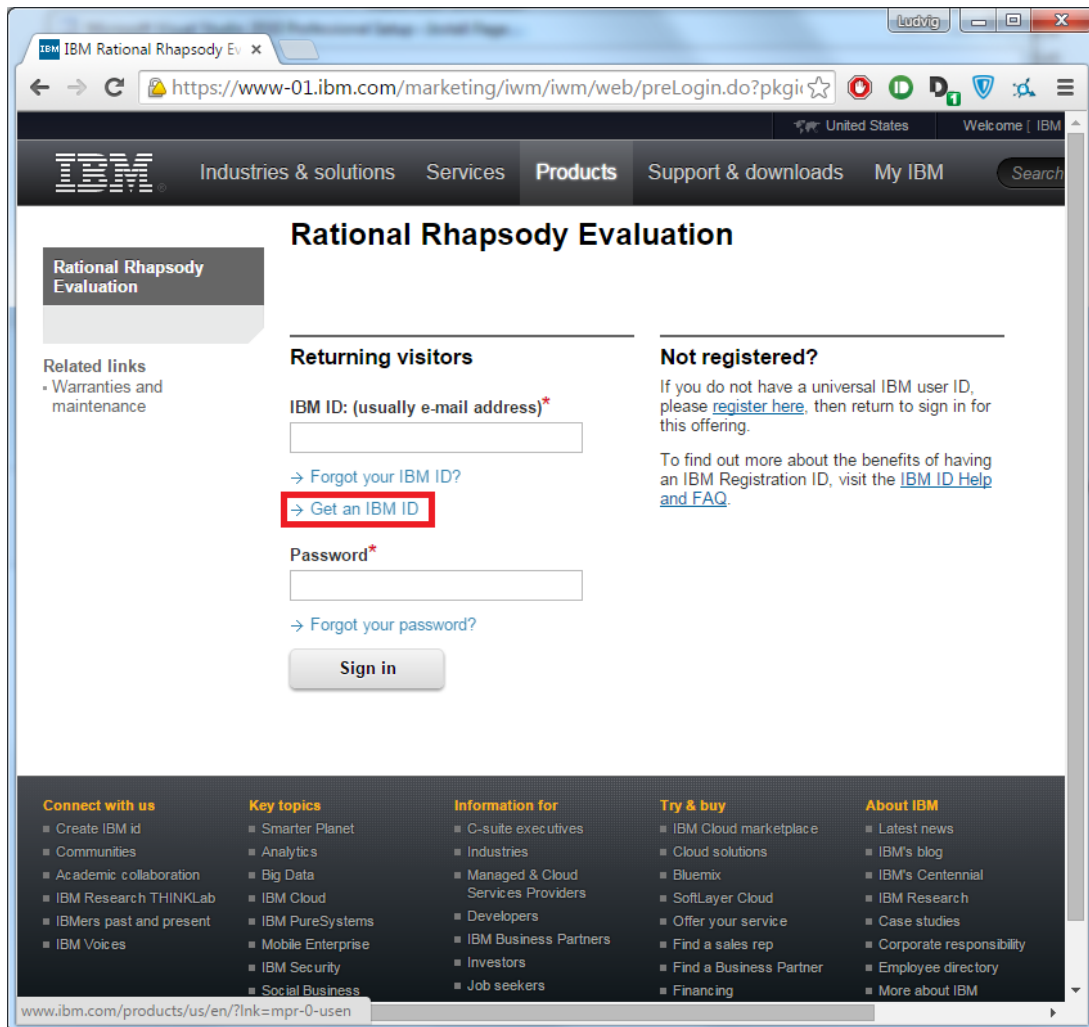 Ludvig
IBM Rational Rhapsody Ev
https://www-01.ibm.com/marketing/iwm/iwm/web/preLogin.do?pkgi
United States
Welcome [ IBM
IBM
Industries & solutions
Services
Products
Support & downloads
My IBM
Search
Rational Rhapsody Evaluation
Rational Rhapsody
Evaluation
Related links
Warranties and
maintenance
Returning visitors
IBM ID: (usually e-mail address)*
→ Forgot your IBM ID?
→ Get an IBM ID
Password*
→ Forgot your password?
Sign in
Not registered?
If you do not have a universal IBM user ID,
please register here, then return to sign in for
this offering.
To find out more about the benefits of having
an IBM Registration ID, visit the IBM ID Help
and FAQ.
Connect with us
Create IBM id
Communities
Academic collaboration
IBM Research THINKLab
IBMers past and present
IBM Voices
Key topics
Smarter Planet
Analytics
Big Data
IBM Cloud
IBM PureSystems
Mobile Enterprise
IBM Security
Social Business
Information for
C-suite executives
Industries
Managed & Cloud
Services Providers
Developers
IBM Business Partners
Investors
Job seekers
Try & buy
IBM Cloud marketplace
Cloud solutions
Bluemix
SoftLayer Cloud
Offer your service
Find a sales rep
Find a Business Partner
Financing
About IBM
Latest news
IBM's blog
IBM's Centennial
IBM Research
Case studies
Corporate responsibility
Employee directory
More about IBM
www.ibm.com/products/us/en/?lnk=mpr-0-usen